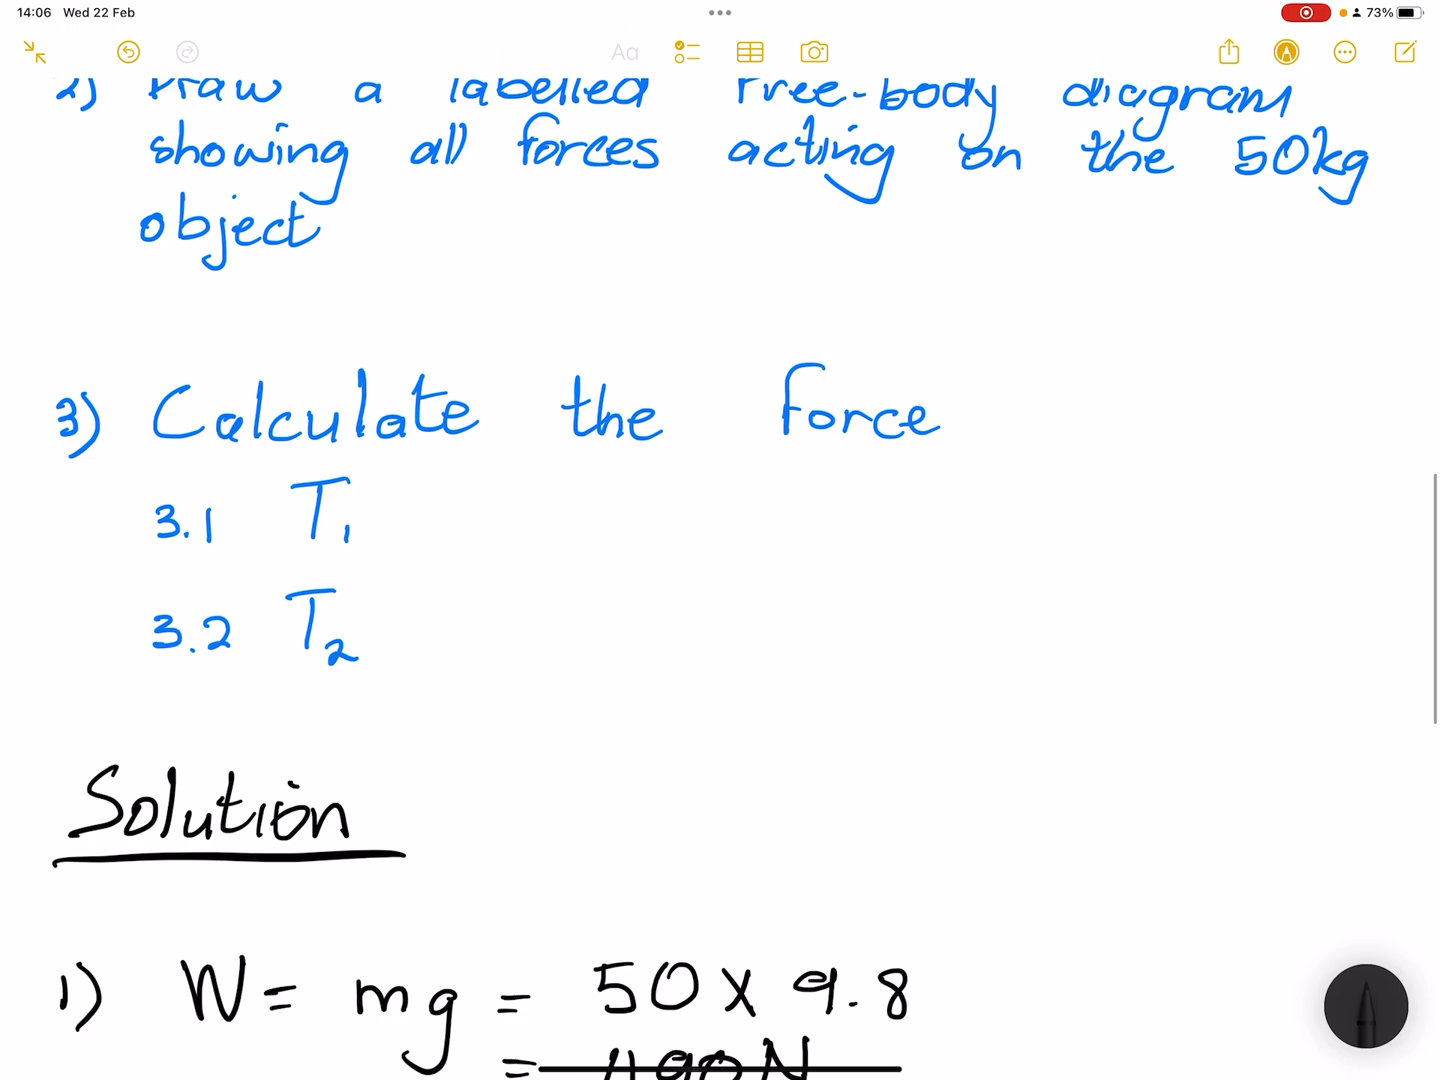 14:06 Wed 22 Feb
73%
Aa
2) Draw a labelled free-body diagram
showing all forces acting on the 50kg
object
3) Calculate the force
3.1 T₁
3.2 T₂
Solution
1) W = mg = 50 x 9.8
= 490N